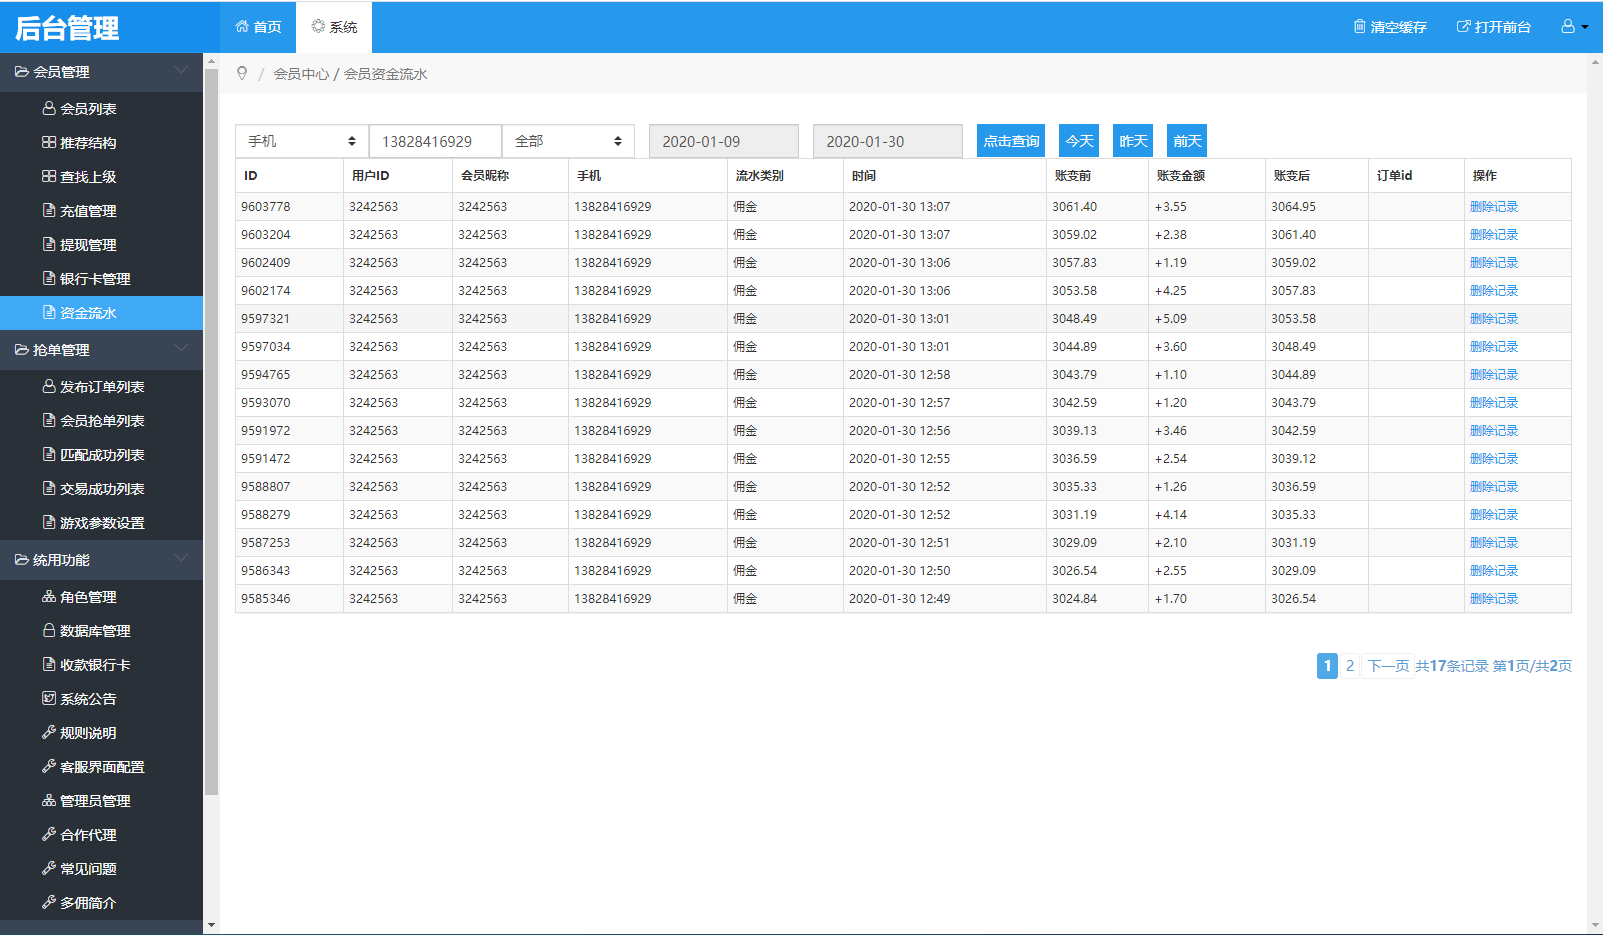 后台管理
首页 系统 清空缓存 打开前台
会员管理
会员列表
推荐结构
查找上级
充值管理
提现管理
银行卡管理
资金流水
抢单管理
发布订单列表
会员抢单列表
匹配成功列表
交易成功列表
游戏参数设置
统用功能
角色管理
数据库管理
收款银行卡
系统公告
规则说明
客服界面配置
管理员管理
合作代理
常见问题
多佣简介
/ 会员中心 / 会员资金流水
手机 13828416929 全部 2020-01-09 2020-01-30 点击查询 今天 昨天 前天
ID 用户ID 会员昵称 手机 流水类别 时间 账变前 账变金额 账变后 订单id 操作
9603778 3242563 3242563 13828416929 佣金 2020-01-30 13:07 3061.40 +3.55 3064.95 删除记录
9603204 3242563 3242563 13828416929 佣金 2020-01-30 13:07 3059.02 +2.38 3061.40 删除记录
9602409 3242563 3242563 13828416929 佣金 2020-01-30 13:06 3057.83 +1.19 3059.02 删除记录
9602174 3242563 3242563 13828416929 佣金 2020-01-30 13:06 3053.58 +4.25 3057.83 删除记录
9597321 3242563 3242563 13828416929 佣金 2020-01-30 13:01 3048.49 +5.09 3053.58 删除记录
9597034 3242563 3242563 13828416929 佣金 2020-01-30 13:01 3044.89 +3.60 3048.49 删除记录
9594765 3242563 3242563 13828416929 佣金 2020-01-30 12:58 3043.79 +1.10 3044.89 删除记录
9593070 3242563 3242563 13828416929 佣金 2020-01-30 12:57 3042.59 +1.20 3043.79 删除记录
9591972 3242563 3242563 13828416929 佣金 2020-01-30 12:56 3039.13 +3.46 3042.59 删除记录
9591472 3242563 3242563 13828416929 佣金 2020-01-30 12:55 3036.59 +2.54 3039.12 删除记录
9588807 3242563 3242563 13828416929 佣金 2020-01-30 12:52 3035.33 +1.26 3036.59 删除记录
9588279 3242563 3242563 13828416929 佣金 2020-01-30 12:52 3031.19 +4.14 3035.33 删除记录
9587253 3242563 3242563 13828416929 佣金 2020-01-30 12:51 3029.09 +2.10 3031.19 删除记录
9586343 3242563 3242563 13828416929 佣金 2020-01-30 12:50 3026.54 +2.55 3029.09 删除记录
9585346 3242563 3242563 13828416929 佣金 2020-01-30 12:49 3024.84 +1.70 3026.54 删除记录
1 2 下一页 共17条记录 第1页/共2页